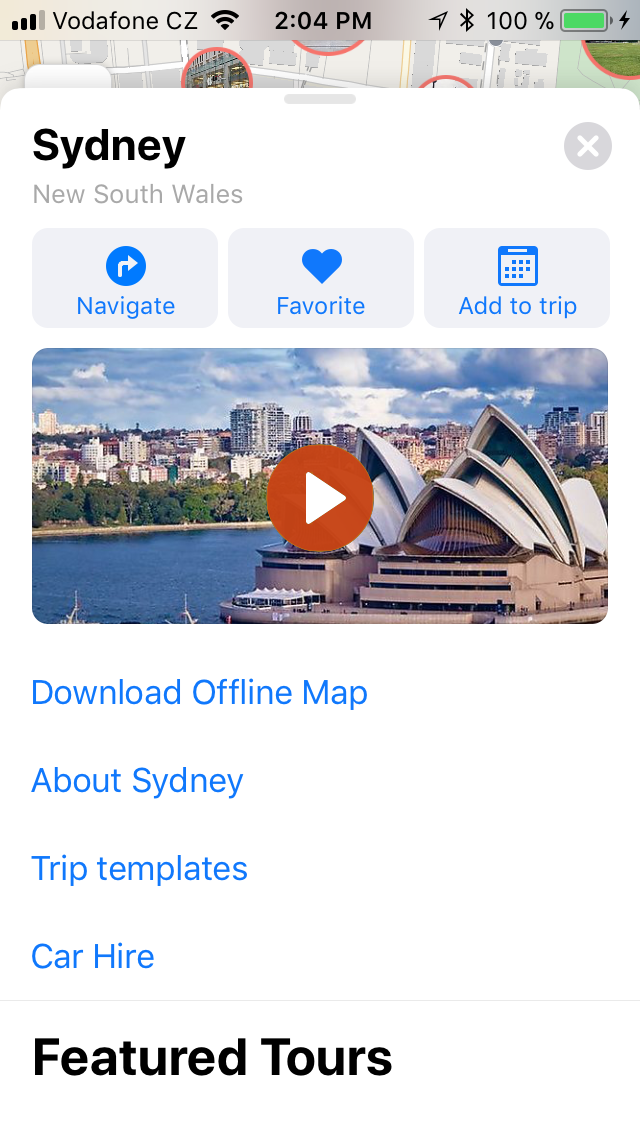 Vodafone CZ 2:04 PM 100 %
Sydney
New South Wales
Navigate Favorite Add to trip
Download Offline Map
About Sydney
Trip templates
Car Hire
Featured Tours